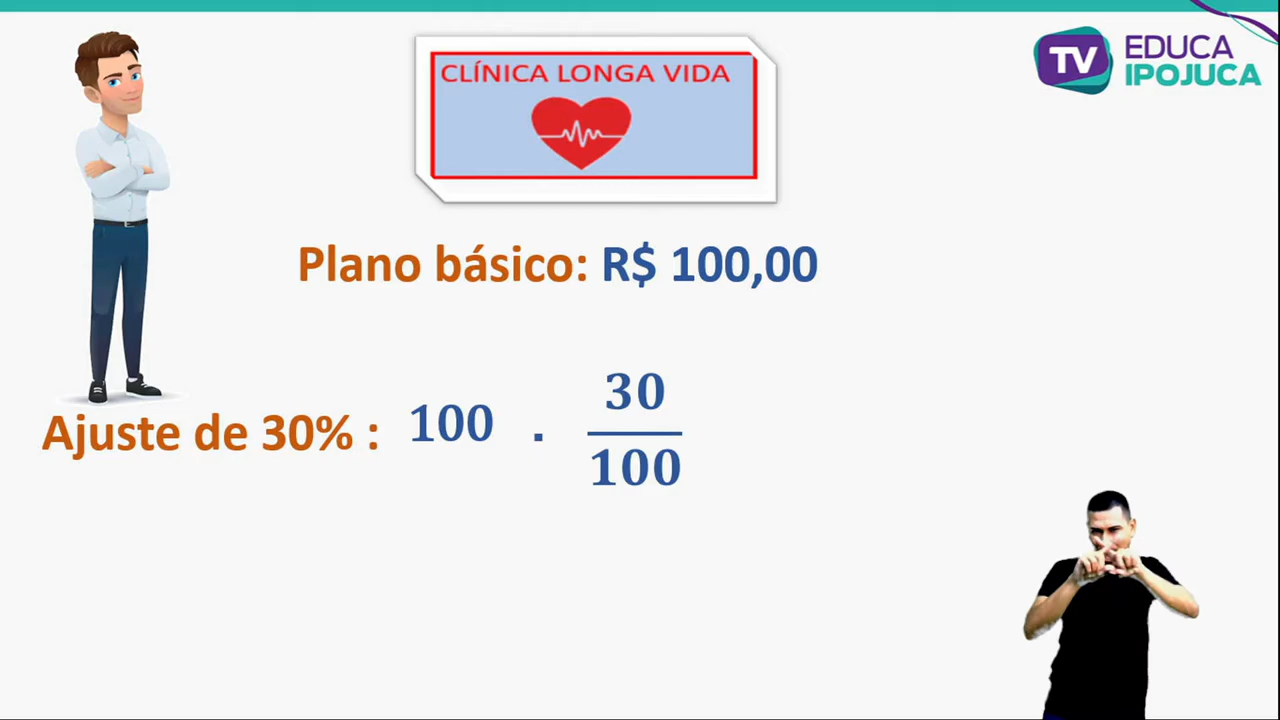 CLÍNICA LONGA VIDA
TV EDUCA
IPOJUCA
Plano básico: R$ 100,00
Ajuste de 30% : 100 . 30
100